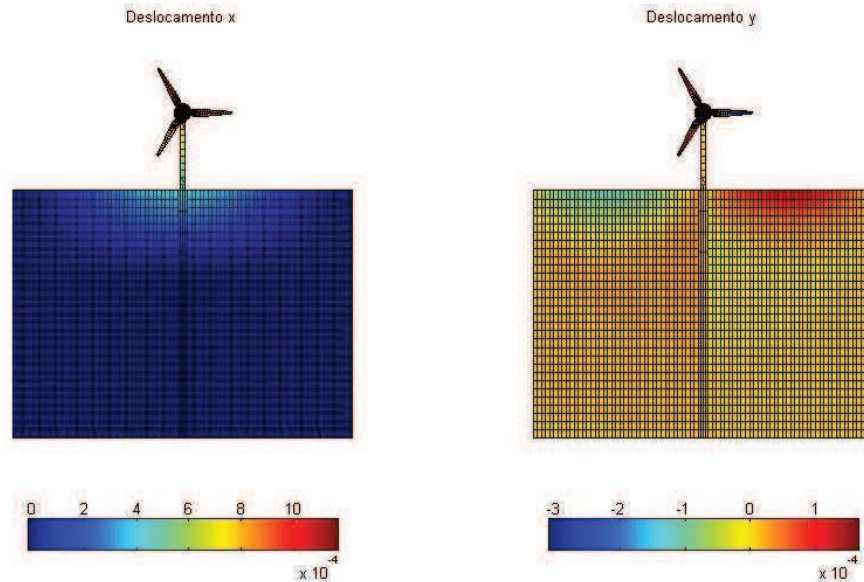 Deslocamento x
Deslocamento y
0 2 4 6 8 10
x 10^-4
-3 -2 -1 0 1
x 10^-4